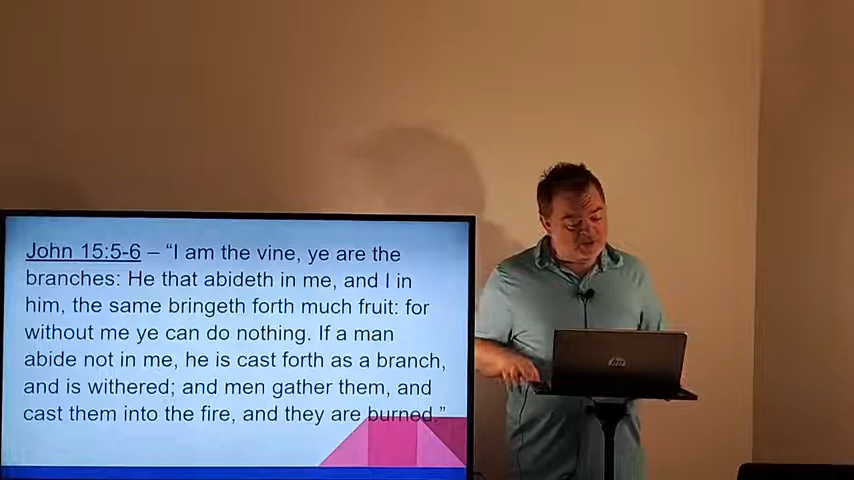 John 15:5-6 – “I am the vine, ye are the
branches: He that abideth in me, and I in
him, the same bringeth forth much fruit: for
without me ye can do nothing. If a man
abide not in me, he is cast forth as a branch,
and is withered; and men gather them, and
cast them into the fire, and they are burned.”
hp